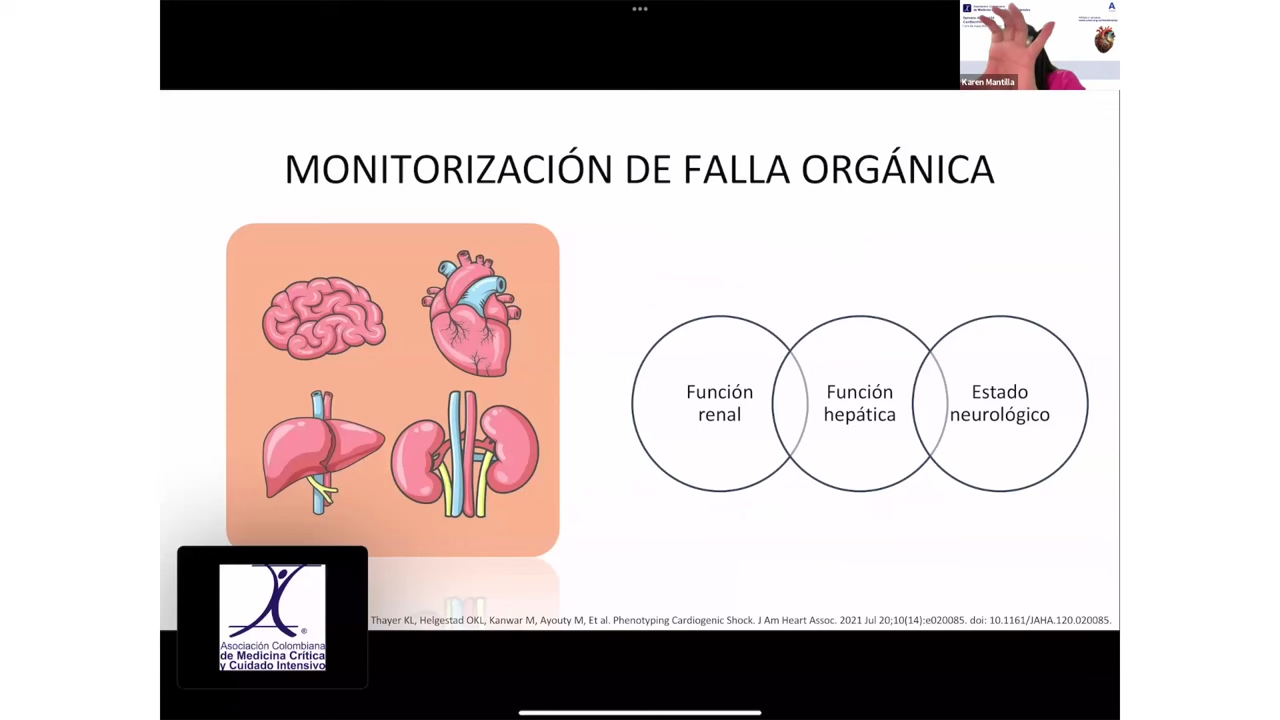 Asociación Colombiana
Karen Mantilla
MONITORIZACIÓN DE FALLA ORGÁNICA
Función
renal
Función
hepática
Estado
neurológico
Thayer KL, Helgestad OKL, Kanwar M, Ayouty M, Et al. Phenotyping Cardiogenic Shock. J Am Heart Assoc. 2021 Jul 20;10(14):e020085. doi: 10.1161/JAHA.120.020085.
®
Asociación Colombiana
de Medicina Crítica
y Cuidado Intensivo